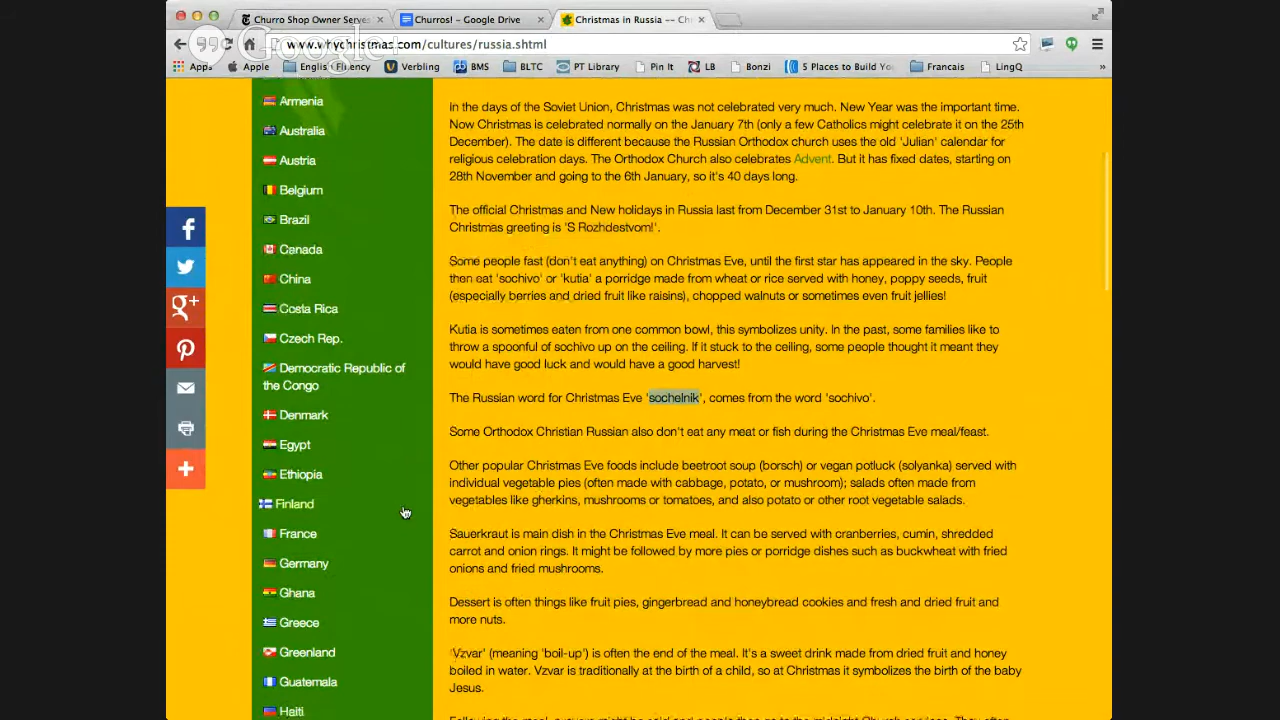 Churro Shop Owner Serve
Churros! – Google Drive
Christmas in Russia -- Ch
Google+
www.whychristmas.com/cultures/russia.shtml
Apps
Apple
English Fluency
Verbling
BMS
BLTC
PT Library
Pin It
LB
Bonzi
5 Places to Build Yo
Francais
LingQ
»
Armenia
Australia
Austria
Belgium
Brazil
Canada
China
Costa Rica
Czech Rep.
Democratic Republic of
the Congo
Denmark
Egypt
Ethiopia
Finland
France
Germany
Ghana
Greece
Greenland
Guatemala
Haiti
In the days of the Soviet Union, Christmas was not celebrated very much. New Year was the important time.
Now Christmas is celebrated normally on the January 7th (only a few Catholics might celebrate it on the 25th
December). The date is different because the Russian Orthodox church uses the old 'Julian' calendar for
religious celebration days. The Orthodox Church also celebrates Advent. But it has fixed dates, starting on
28th November and going to the 6th January, so it's 40 days long.
The official Christmas and New holidays in Russia last from December 31st to January 10th. The Russian
Christmas greeting is 'S Rozhdestvom!'.
Some people fast (don't eat anything) on Christmas Eve, until the first star has appeared in the sky. People
then eat 'sochivo' or 'kutia' a porridge made from wheat or rice served with honey, poppy seeds, fruit
(especially berries and dried fruit like raisins), chopped walnuts or sometimes even fruit jellies!
Kutia is sometimes eaten from one common bowl, this symbolizes unity. In the past, some families like to
throw a spoonful of sochivo up on the ceiling. If it stuck to the ceiling, some people thought it meant they
would have good luck and would have a good harvest!
The Russian word for Christmas Eve 'sochelnik', comes from the word 'sochivo'.
Some Orthodox Christian Russian also don't eat any meat or fish during the Christmas Eve meal/feast.
Other popular Christmas Eve foods include beetroot soup (borsch) or vegan potluck (solyanka) served with
individual vegetable pies (often made with cabbage, potato, or mushroom); salads often made from
vegetables like gherkins, mushrooms or tomatoes, and also potato or other root vegetable salads.
Sauerkraut is main dish in the Christmas Eve meal. It can be served with cranberries, cumin, shredded
carrot and onion rings. It might be followed by more pies or porridge dishes such as buckwheat with fried
onions and fried mushrooms.
Dessert is often things like fruit pies, gingerbread and honeybread cookies and fresh and dried fruit and
more nuts.
'Vzvar' (meaning 'boil-up') is often the end of the meal. It's a sweet drink made from dried fruit and honey
boiled in water. Vzvar is traditionally at the birth of a child, so at Christmas it symbolizes the birth of the baby
Jesus.